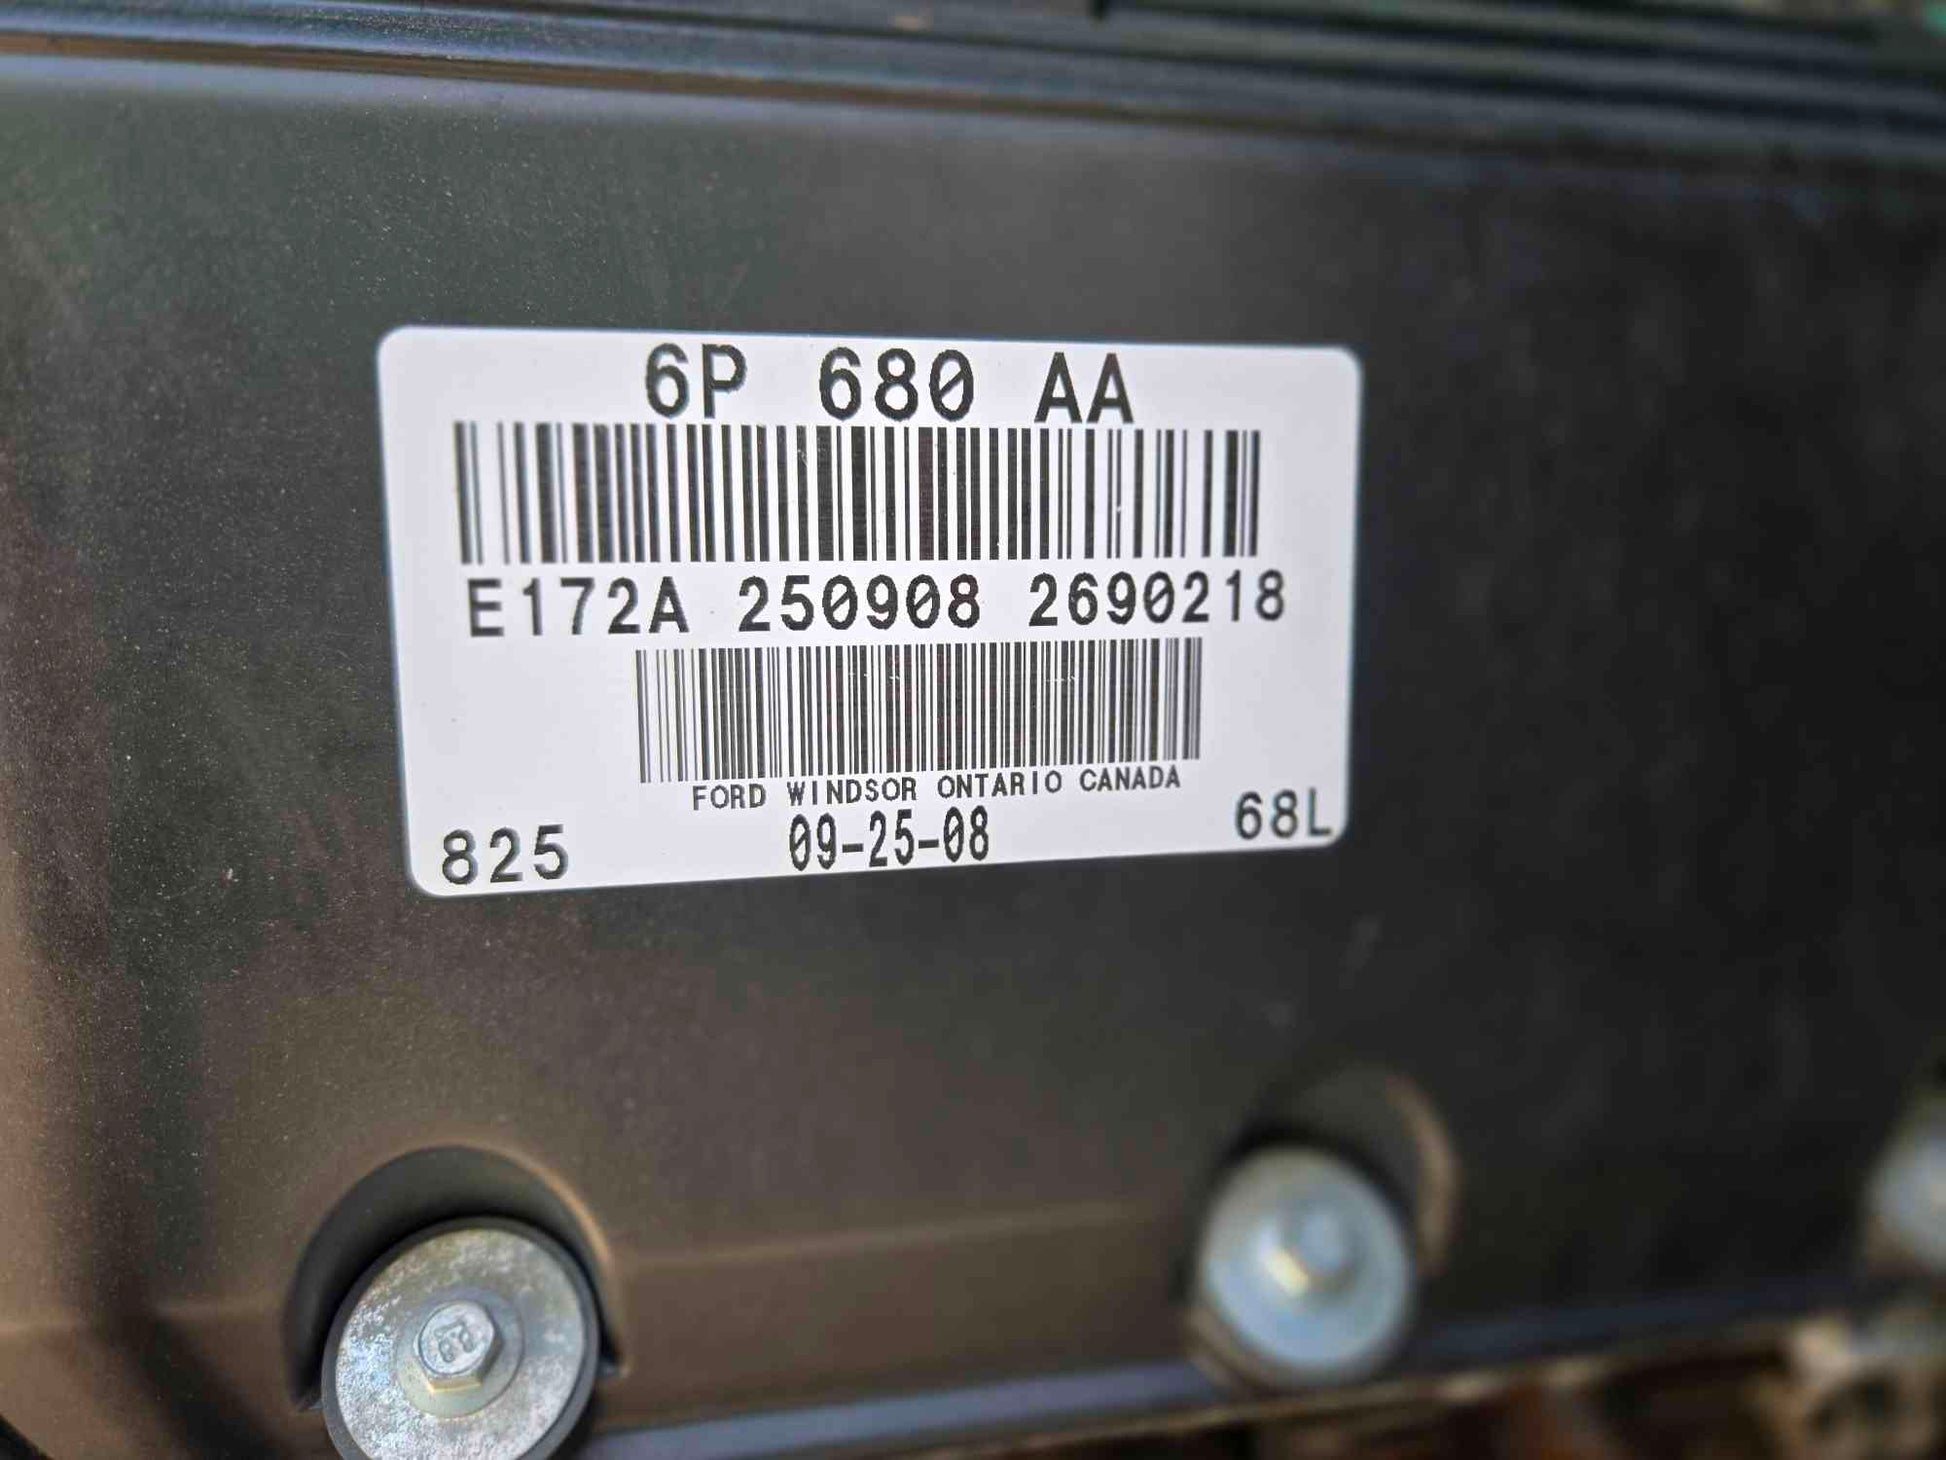 6P 680 AA
E172A 250908 2690218
FORD WINDSOR ONTARIO CANADA
825 09-25-08 68L